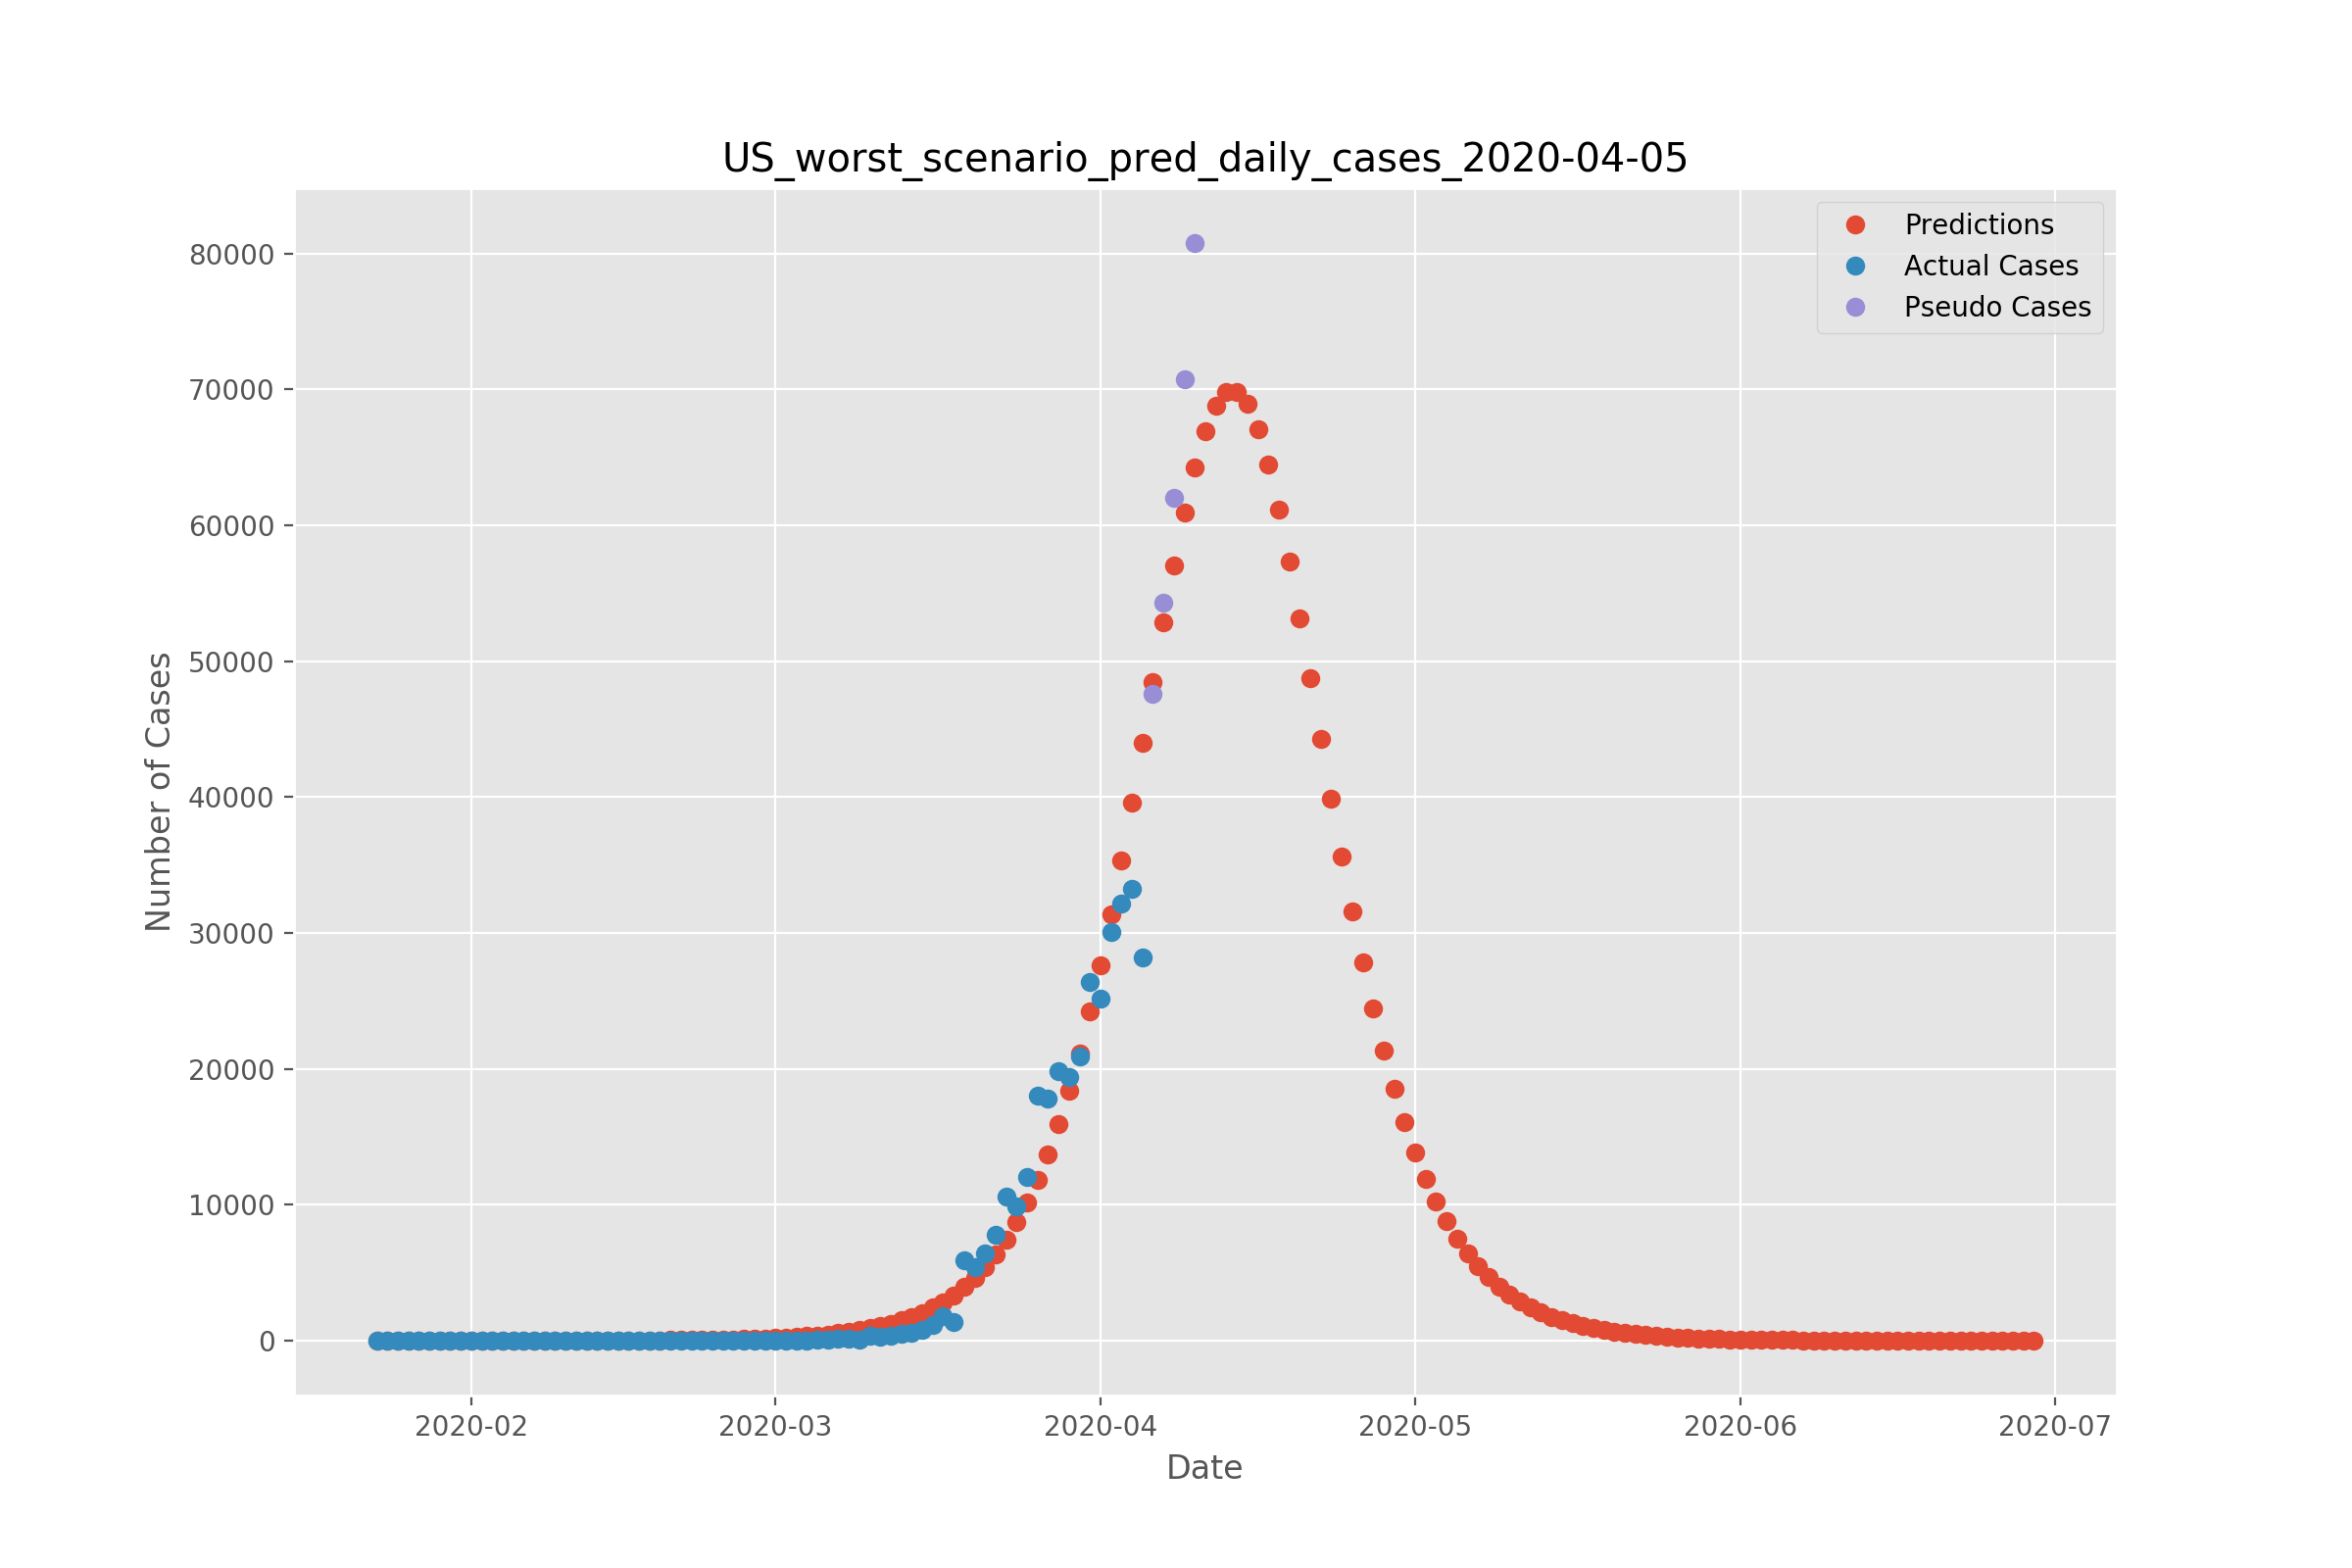 US_worst_scenario_pred_daily_cases_2020-04-05
Predictions
Actual Cases
Pseudo Cases
80000
70000
60000
50000
40000
30000
20000
10000
0
Number of Cases
2020-02 2020-03 2020-04 2020-05 2020-06 2020-07
Date